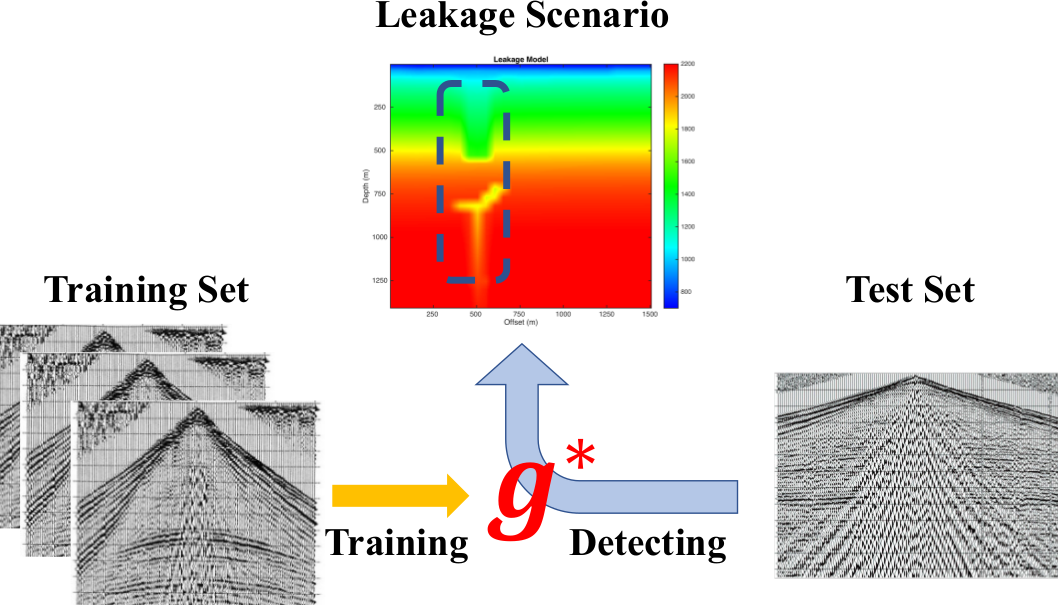 Leakage Scenario
Leakage Model
2200
2000
1800
1600
1400
1200
1000
800
250
500
750
1000
1250
Depth (m)
250
500
750
1000
1250
1500
Offset (m)
Training Set
Test Set
g*
Training
Detecting